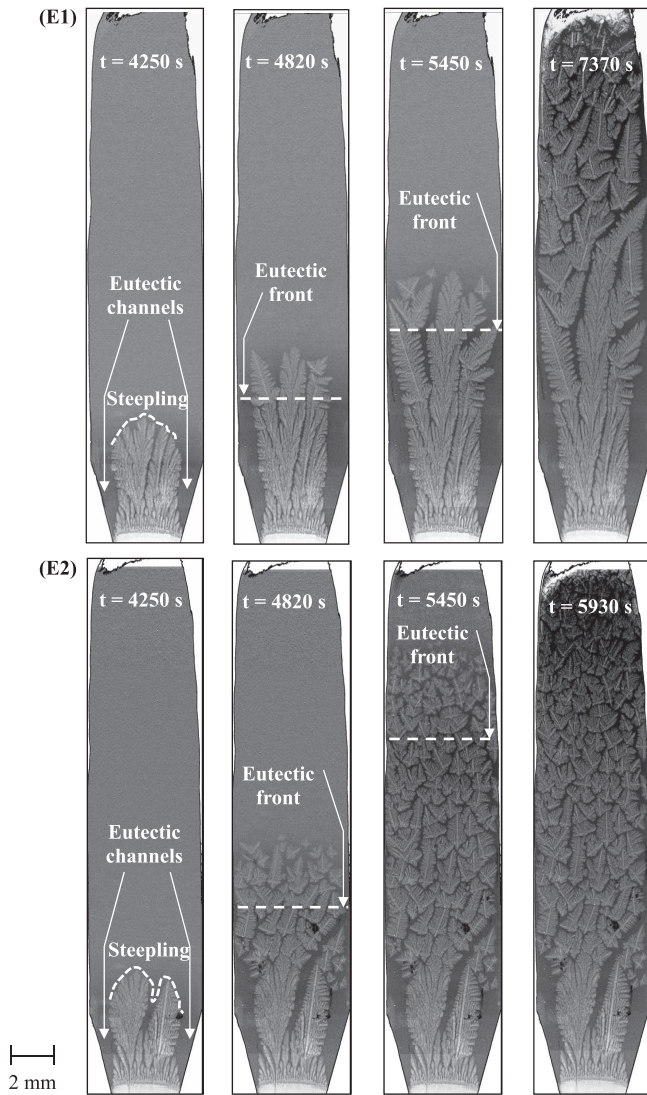 (E1)
t = 4250 s
t = 4820 s
t = 5450 s
t = 7370 s
Eutectic
front
Eutectic
front
Eutectic
channels
Steepling
(E2)
t = 4250 s
t = 4820 s
t = 5450 s
t = 5930 s
Eutectic
front
Eutectic
front
Eutectic
channels
Steepling
2 mm